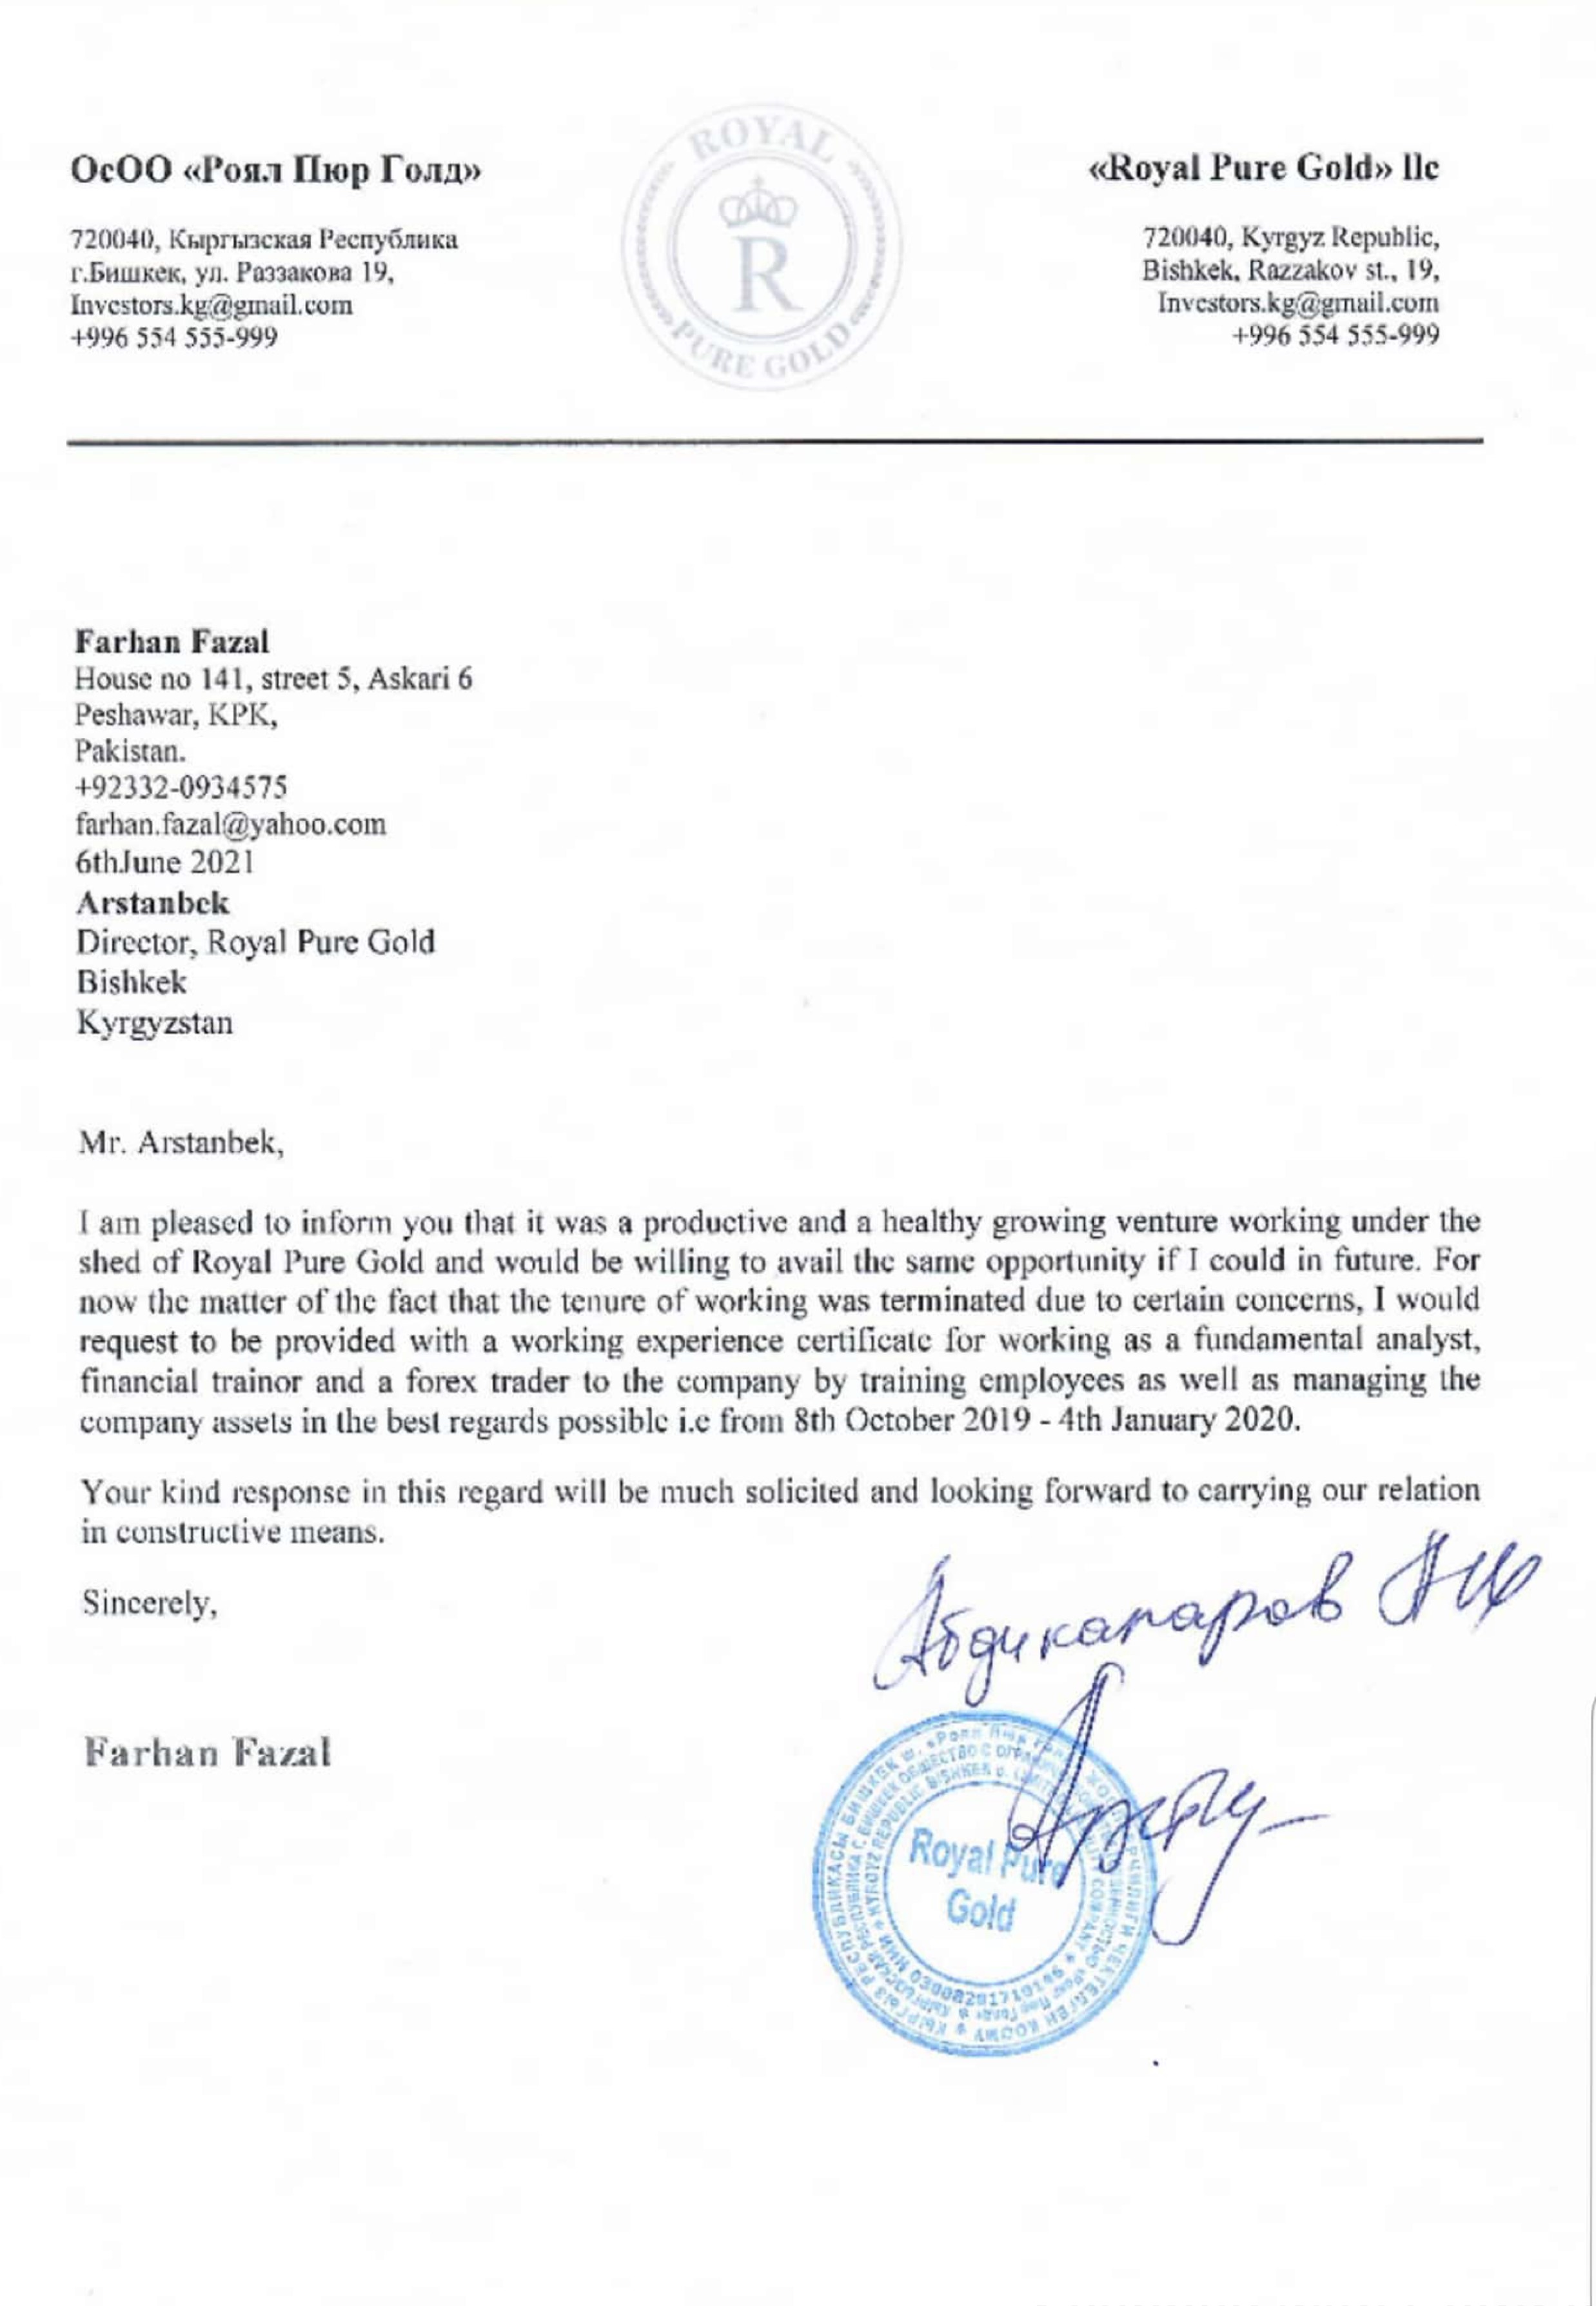 ОсОО «Роял Пюр Голд»
720040, Кыргызская Республика
г.Бишкек, ул. Раззакова 19,
Investors.kg@gmail.com
+996 554 555-999
ROYAL
R
PURE GOLD
«Royal Pure Gold» llc
720040, Kyrgyz Republic,
Bishkek, Razzakov st., 19,
Investors.kg@gmail.com
+996 554 555-999
Farhan Fazal
House no 141, street 5, Askari 6
Peshawar, KPK,
Pakistan.
+92332-0934575
farhan.fazal@yahoo.com
6thJune 2021
Arstanbek
Director, Royal Pure Gold
Bishkek
Kyrgyzstan
Mr. Arstanbek,
I am pleased to inform you that it was a productive and a healthy growing venture working under the
shed of Royal Pure Gold and would be willing to avail the same opportunity if I could in future. For
now the matter of the fact that the tenure of working was terminated due to certain concerns, I would
request to be provided with a working experience certificate for working as a fundamental analyst,
financial trainor and a forex trader to the company by training employees as well as managing the
company assets in the best regards possible i.e from 8th October 2019 - 4th January 2020.
Your kind response in this regard will be much solicited and looking forward to carrying our relation
in constructive means.
Sincerely,
Абдикапаров
Farhan Fazal
КЫРГЫЗ РЕСПУБЛИКАСЫ БИШКЕК ш.
KYRGYZ REPUBLIC BISHKEK
Royal Pure
Gold